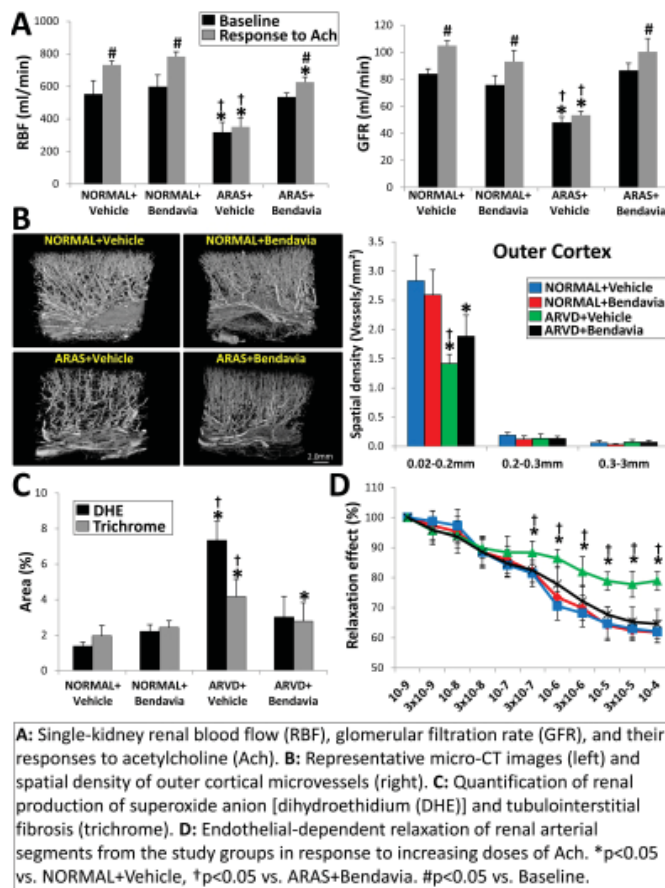 A
Baseline
Response to Ach
RBF (ml/min)
1000
800
600
400
200
0
#
#
†
*
†
*
#
*
NORMAL+
Vehicle
NORMAL+
Bendavia
ARAS+
Vehicle
ARAS+
Bendavia
GFR (ml/min)
120
100
80
60
40
20
0
#
#
†
*
†
*
#
NORMAL+
Vehicle
NORMAL+
Bendavia
ARAS+
Vehicle
ARAS+
Bendavia
B
NORMAL+Vehicle
NORMAL+Bendavia
ARAS+Vehicle
ARAS+Bendavia
2.0mm
Outer Cortex
Spatial density (Vessels/mm²)
3.5
3.0
2.5
2.0
1.5
1.0
0.5
0.0
NORMAL+Vehicle
NORMAL+Bendavia
ARVD+Vehicle
ARVD+Bendavia
†
*
*
0.02-0.2mm
0.2-0.3mm
0.3-3mm
C
DHE
Trichrome
Area (%)
10
8
6
4
2
0
†
*
†
*
*
NORMAL+
Vehicle
NORMAL+
Bendavia
ARVD+
Vehicle
ARVD+
Bendavia
D
Relaxation effect (%)
110
100
90
80
70
60
50
†
*
†
*
†
*
†
*
†
*
†
*
10-9
3x10-9
10-8
3x10-8
10-7
3x10-7
10-6
3x10-6
10-5
3x10-5
10-4
A: Single-kidney renal blood flow (RBF), glomerular filtration rate (GFR), and their
responses to acetylcholine (Ach). B: Representative micro-CT images (left) and
spatial density of outer cortical microvessels (right). C: Quantification of renal
production of superoxide anion [dihydroethidium (DHE)] and tubulointerstitial
fibrosis (trichrome). D: Endothelial-dependent relaxation of renal arterial
segments from the study groups in response to increasing doses of Ach. *p<0.05
vs. NORMAL+Vehicle, †p<0.05 vs. ARAS+Bendavia. #p<0.05 vs. Baseline.